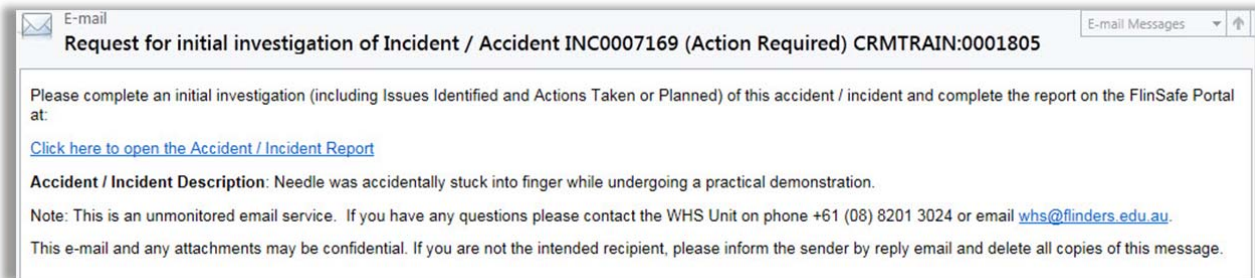 E-mail
E-mail Messages
Request for initial investigation of Incident / Accident INC0007169 (Action Required) CRMTRAIN:0001805
Please complete an initial investigation (including Issues Identified and Actions Taken or Planned) of this accident / incident and complete the report on the FlinSafe Portal
at:
Click here to open the Accident / Incident Report
Accident / Incident Description: Needle was accidentally stuck into finger while undergoing a practical demonstration.
Note: This is an unmonitored email service.  If you have any questions please contact the WHS Unit on phone +61 (08) 8201 3024 or email whs@flinders.edu.au.
This e-mail and any attachments may be confidential. If you are not the intended recipient, please inform the sender by reply email and delete all copies of this message.